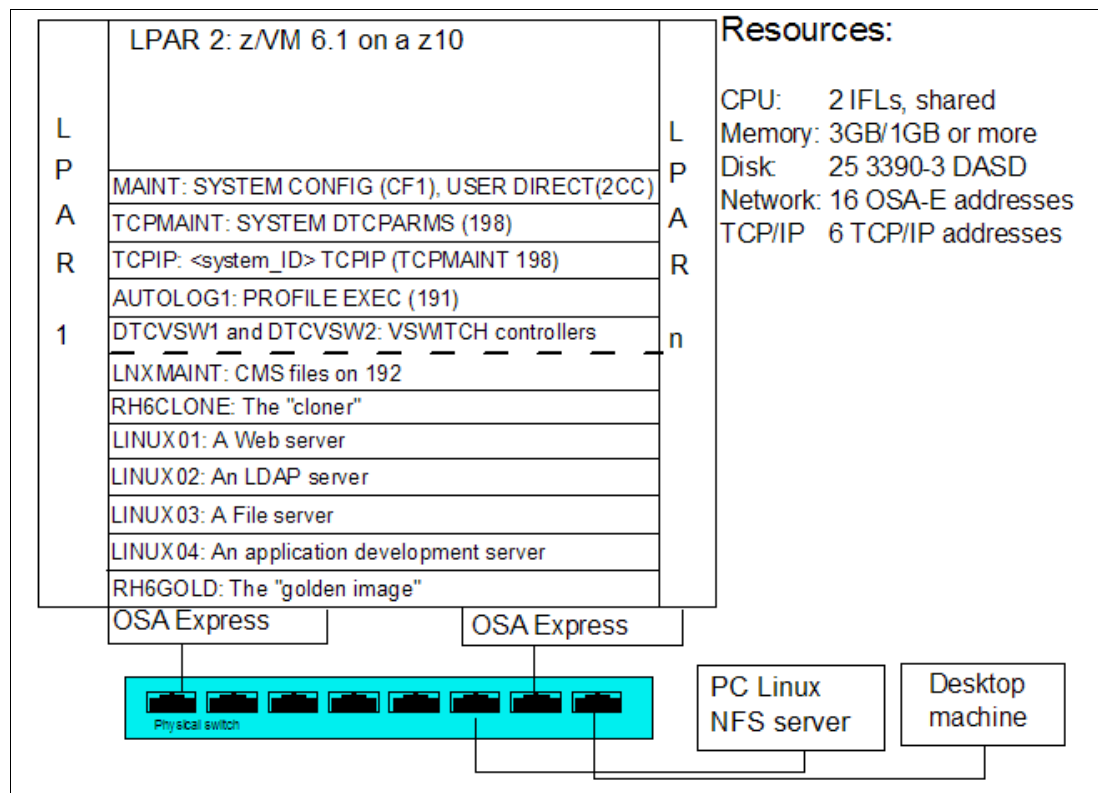 LPAR 2: z/VM 6.1 on a z10
LPAR 1
MAINT: SYSTEM CONFIG (CF1), USER DIRECT(2CC)
TCPMAINT: SYSTEM DTCPARMS (198)
TCPIP: <system_ID> TCPIP (TCPMAINT 198)
AUTOLOG1: PROFILE EXEC (191)
DTCVSW1 and DTCVSW2: VSWITCH controllers
LNXMAINT: CMS files on 192
RH6CLONE: The "cloner"
LINUX01: A Web server
LINUX02: An LDAP server
LINUX03: A File server
LINUX04: An application development server
RH6GOLD: The "golden image"
LPAR n
Resources:
CPU: 2 IFLs, shared
Memory: 3GB/1GB or more
Disk: 25 3390-3 DASD
Network: 16 OSA-E addresses
TCP/IP 6 TCP/IP addresses
OSA Express
OSA Express
Physical switch
PC Linux
NFS server
Desktop
machine